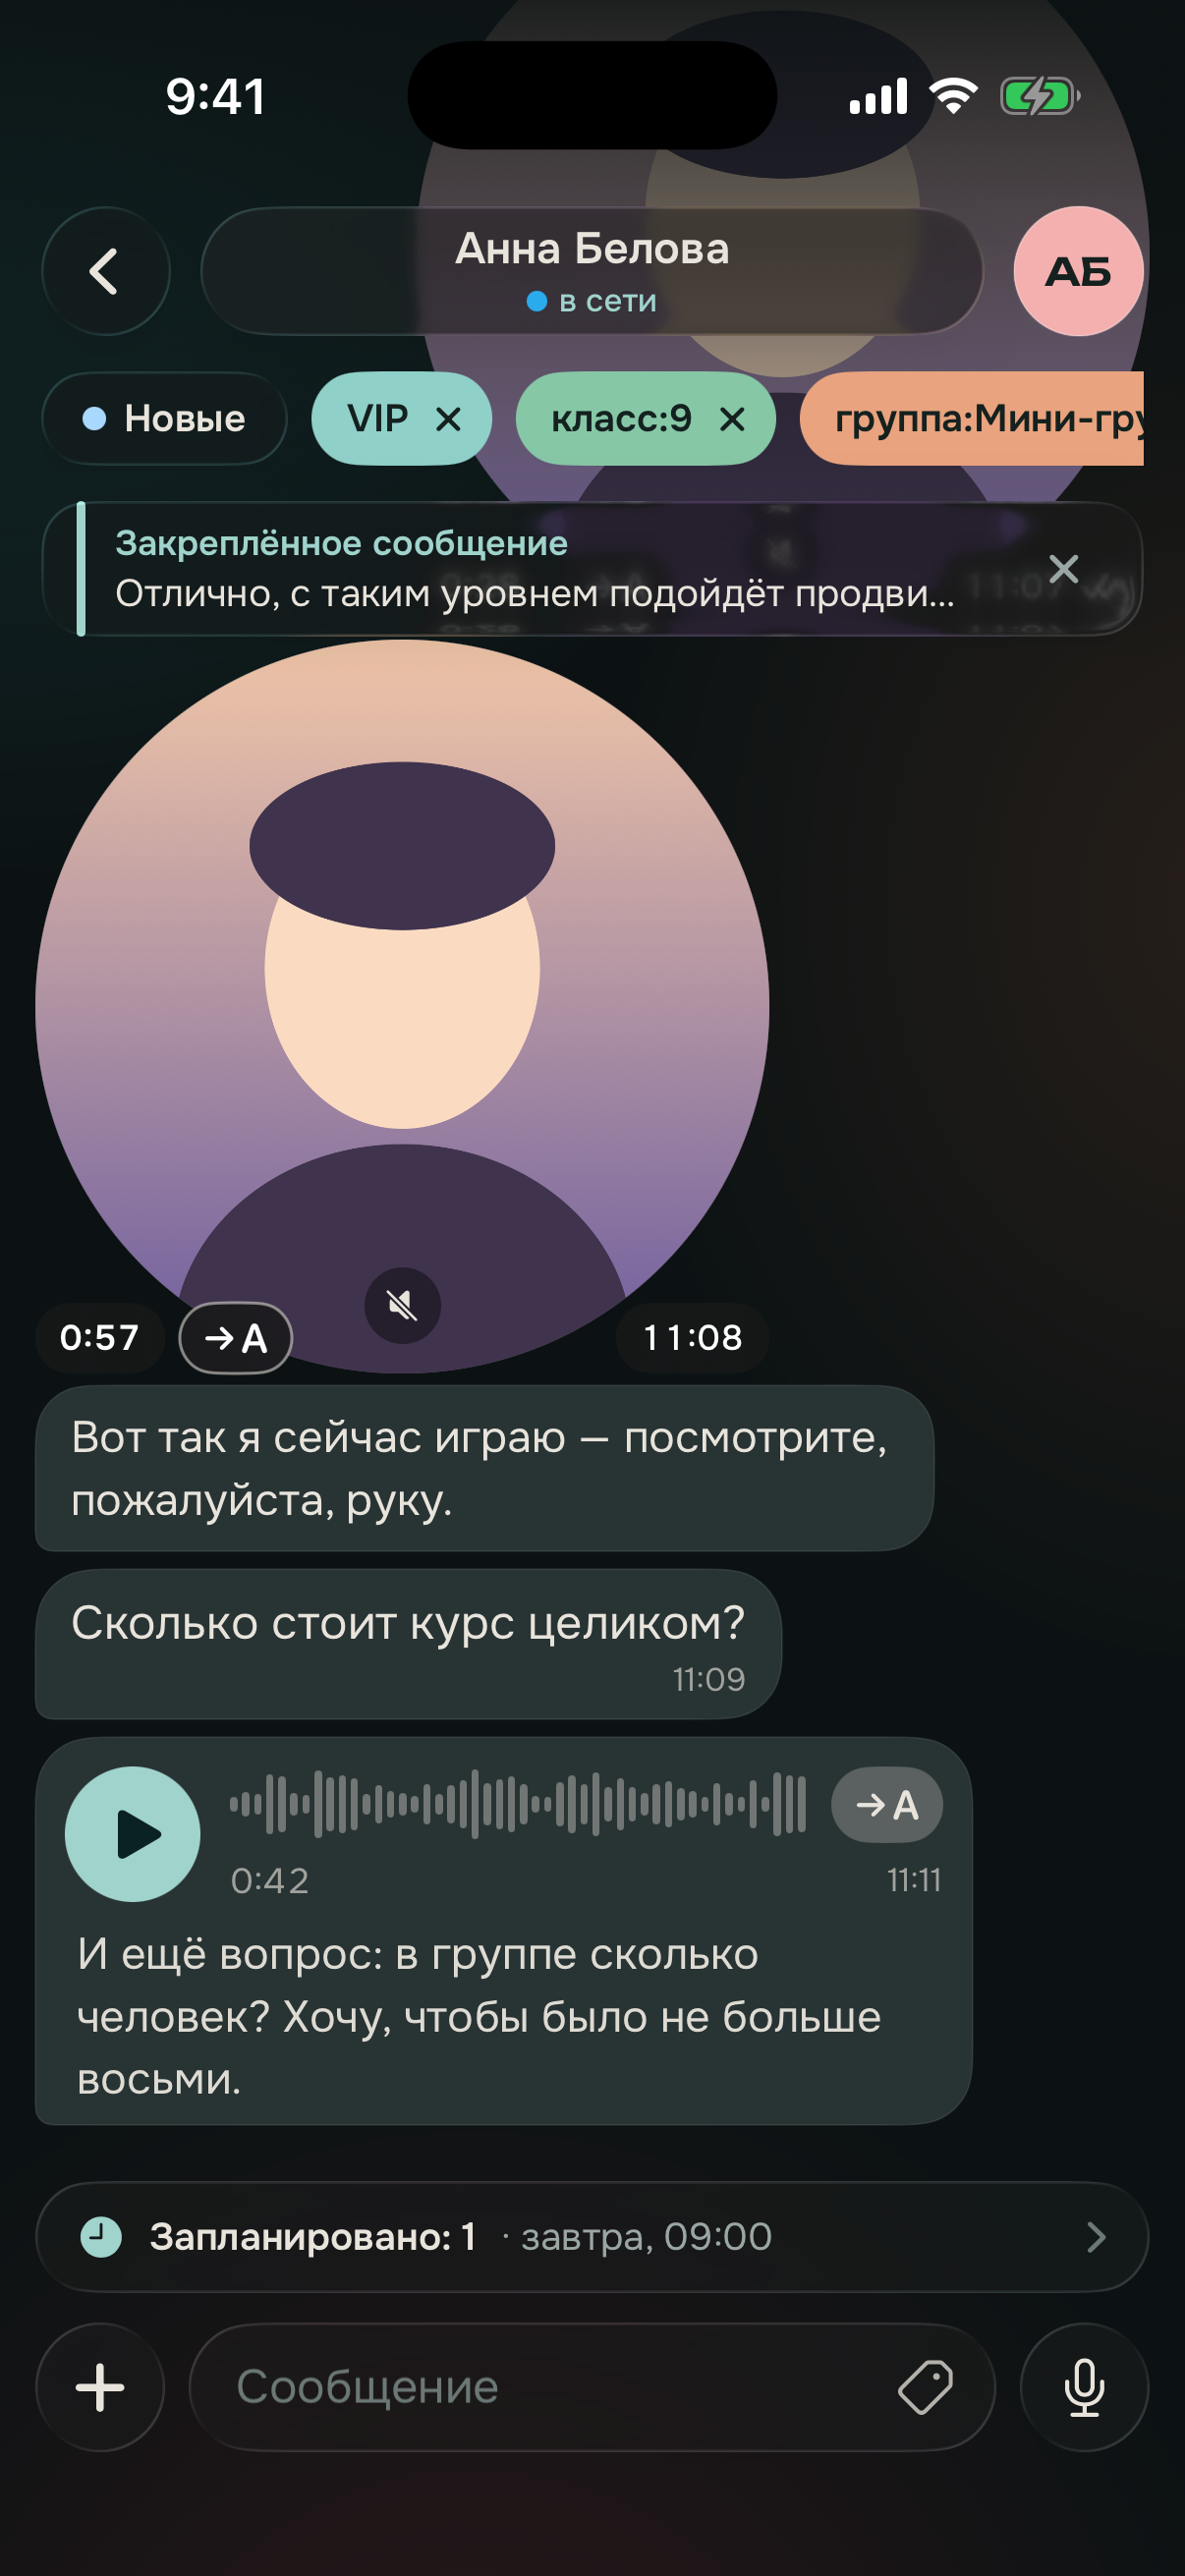 9:41
Анна Белова
в сети
АБ
Новые
VIP
класс:9
группа:Мини-гру
Закреплённое сообщение
Отлично, с таким уровнем подойдёт продви...
0:57
→A
11:08
Вот так я сейчас играю — посмотрите,
пожалуйста, руку.
Сколько стоит курс целиком?
11:09
→A
0:42
11:11
И ещё вопрос: в группе сколько
человек? Хочу, чтобы было не больше
восьми.
Запланировано: 1 · завтра, 09:00
Сообщение